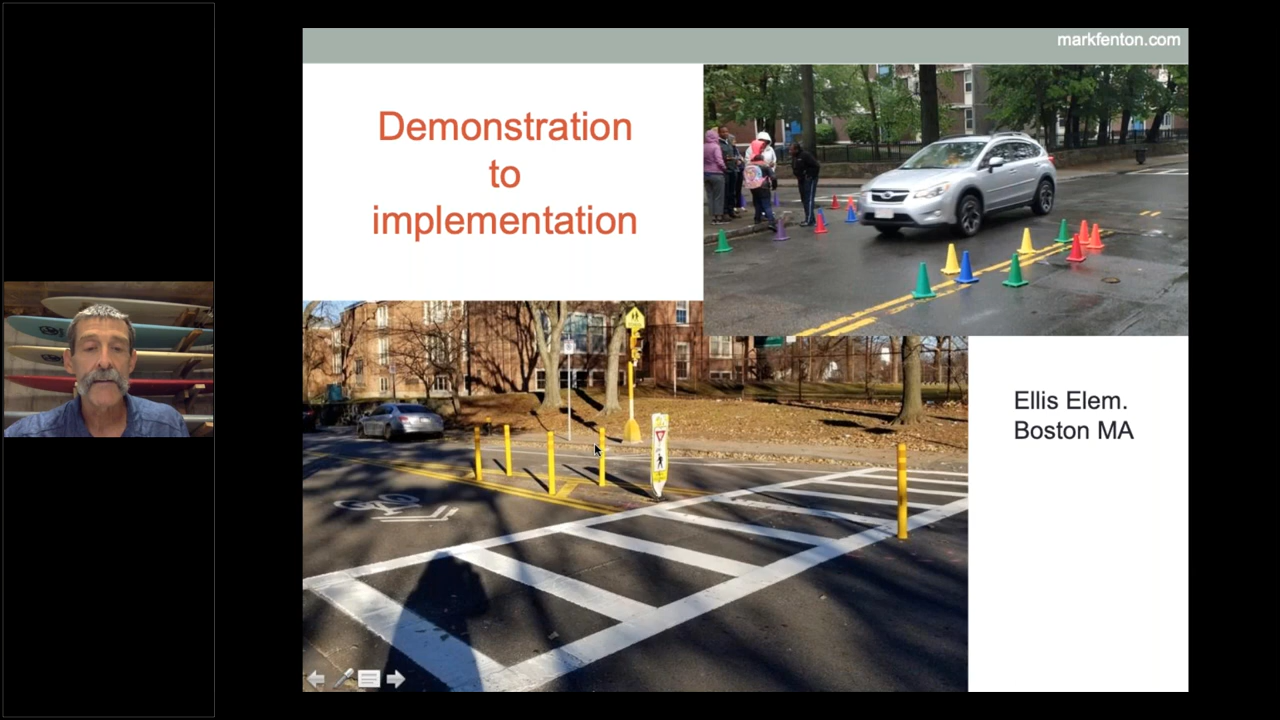 markfenton.com
Demonstration
to
implementation
Ellis Elem.
Boston MA